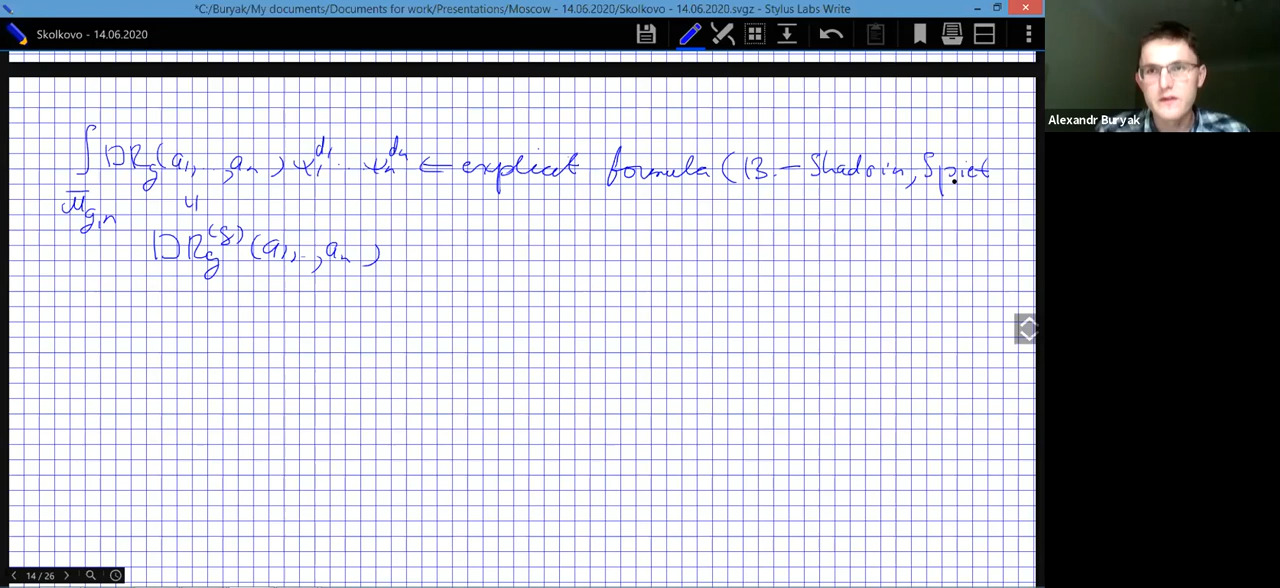 *C:/Buryak/My documents/Documents for work/Presentations/Moscow - 14.06.2020/Skolkovo - 14.06.2020.svgz - Stylus Labs Write
Skolkovo - 14.06.2020
Alexandr Buryak
∫ DR_g(a_1, .., a_n) ψ_1^{d_1} .. ψ_n^{d_n} ← explicit formula (B. - Shadrin, Spiet
M̅_{g,n}
DR_g^{(g)}(a_1, .., a_n)
14 / 26